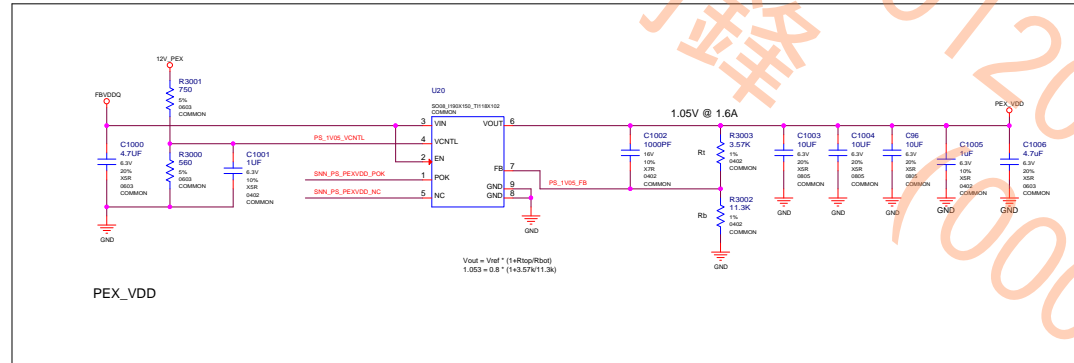 12V_PEX
FBVDDQ
R3001
750
5%
0603
COMMON
U20
SO08_I190X150_TI118X102
COMMON
3 VIN
VOUT 6
PS_1V05_VCNTL
4 VCNTL
2 EN
SNN_PS_PEXVDD_POK
1 POK
SNN_PS_PEXVDD_NC
5 NC
FB 7
GND 9
GND 8
PS_1V05_FB
C1000
4.7UF
6.3V
20%
X5R
0603
COMMON
R3000
560
5%
0603
COMMON
C1001
1UF
6.3V
10%
X5R
0402
COMMON
GND
GND
1.05V @ 1.6A
PEX_VDD
C1002
1000PF
16V
10%
X7R
0402
COMMON
Rt
R3003
3.57K
1%
0402
COMMON
Rb
R3002
11.3K
1%
0402
COMMON
GND
C1003
10UF
6.3V
20%
X5R
0805
COMMON
GND
C1004
10UF
6.3V
20%
X5R
0805
COMMON
GND
C96
10UF
6.3V
20%
X5R
0805
COMMON
GND
C1005
1uF
6.3V
10%
X5R
0402
COMMON
GND
C1006
4.7uF
6.3V
20%
X5R
0603
COMMON
GND
Vout = Vref * (1+Rtop/Rbot)
1.053 = 0.8 * (1+3.57k/11.3k)
PEX_VDD
鋒
0120
7000